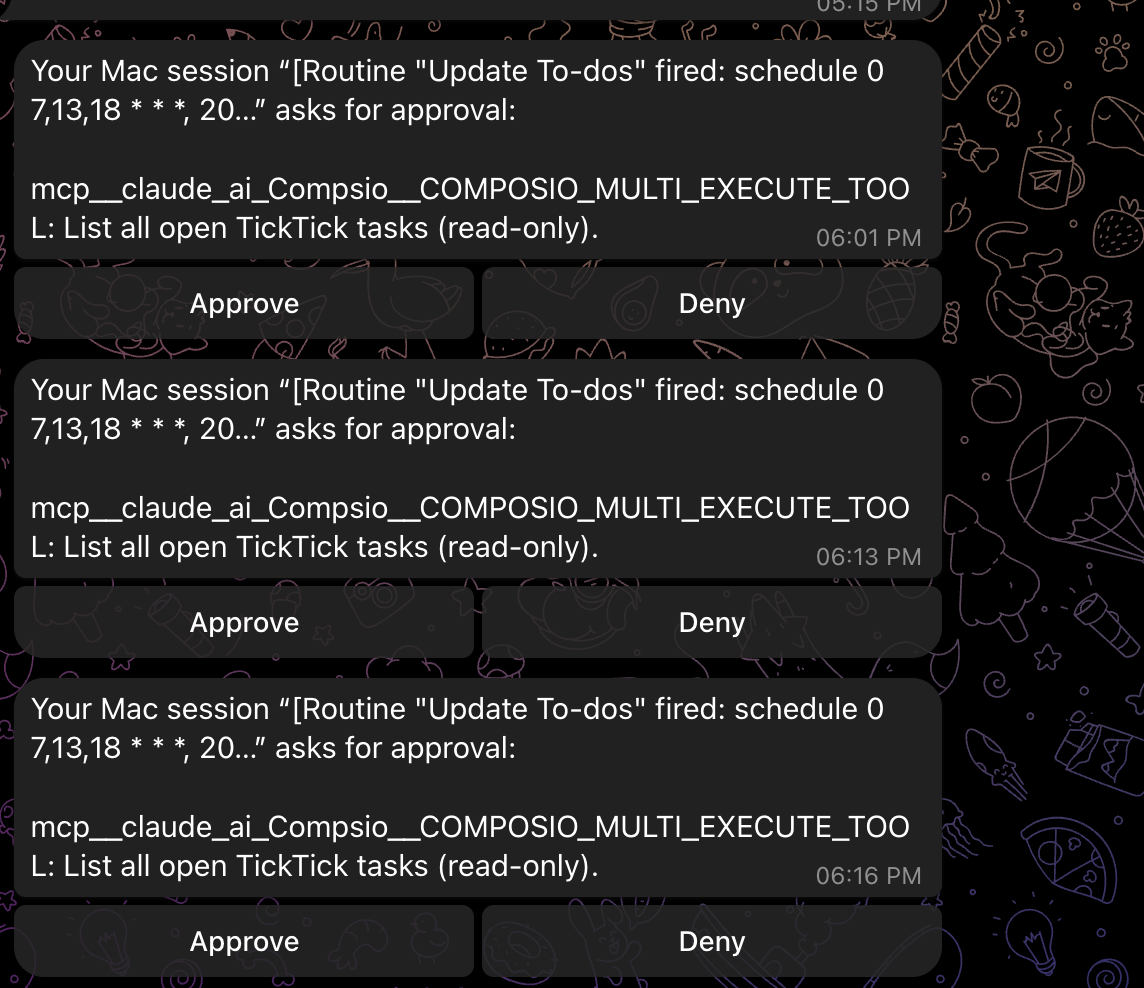 05:15 PM
Your Mac session “[Routine "Update To-dos" fired: schedule 0
7,13,18 * * *, 20…” asks for approval:
mcp__claude_ai_Compsio__COMPOSIO_MULTI_EXECUTE_TOO
L: List all open TickTick tasks (read-only).
06:01 PM
Approve
Deny
Your Mac session “[Routine "Update To-dos" fired: schedule 0
7,13,18 * * *, 20…” asks for approval:
mcp__claude_ai_Compsio__COMPOSIO_MULTI_EXECUTE_TOO
L: List all open TickTick tasks (read-only).
06:13 PM
Approve
Deny
Your Mac session “[Routine "Update To-dos" fired: schedule 0
7,13,18 * * *, 20…” asks for approval:
mcp__claude_ai_Compsio__COMPOSIO_MULTI_EXECUTE_TOO
L: List all open TickTick tasks (read-only).
06:16 PM
Approve
Deny